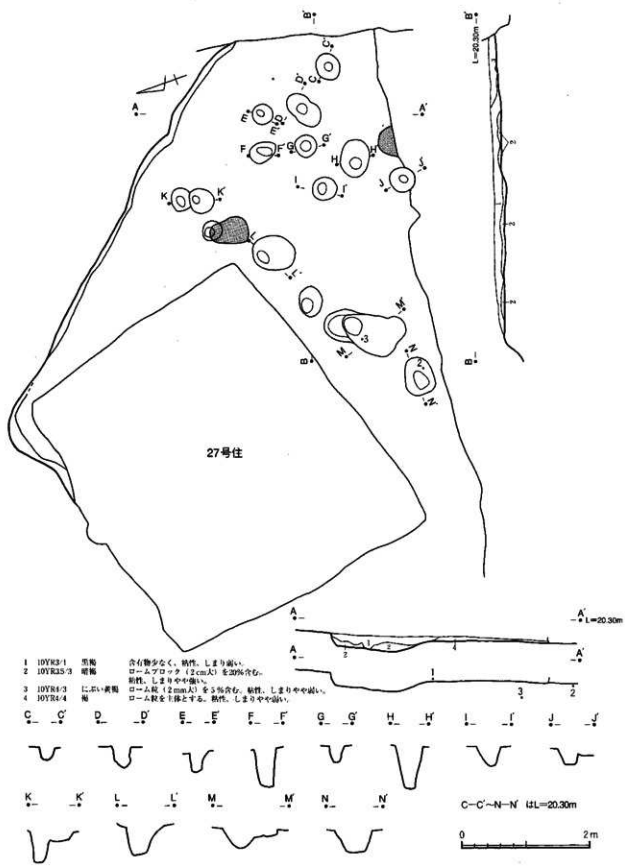 B'
L=20.30m B'
C'
C
D'
A A'
E D
E'
F F' G G'
H H'
J
I I' J
K K'
L
L'
M'
3
M
B B
N
2
N'
27号住
A A' L=20.30m
1 2 4
2
A A'
1
3 2
1 10YR3/1 黒褐 含有物少なく、粘性、しまり弱い。
2 10YR3.5/3 暗褐 ロームブロック(2cm大)を20%含む。
粘性、しまりやや強い。
3 10YR4/3 にぶい黄褐 ローム粒(2mm大)を5%含む。粘性、しまりやや弱い。
4 10YR4/4 褐 ローム粒を主体とする。粘性、しまりやや弱い。
C C' D D' E E' F F' G G' H H' I I' J J'
K K' L L' M M' N N'
C-C'〜N-N' はL=20.30m
0 2m